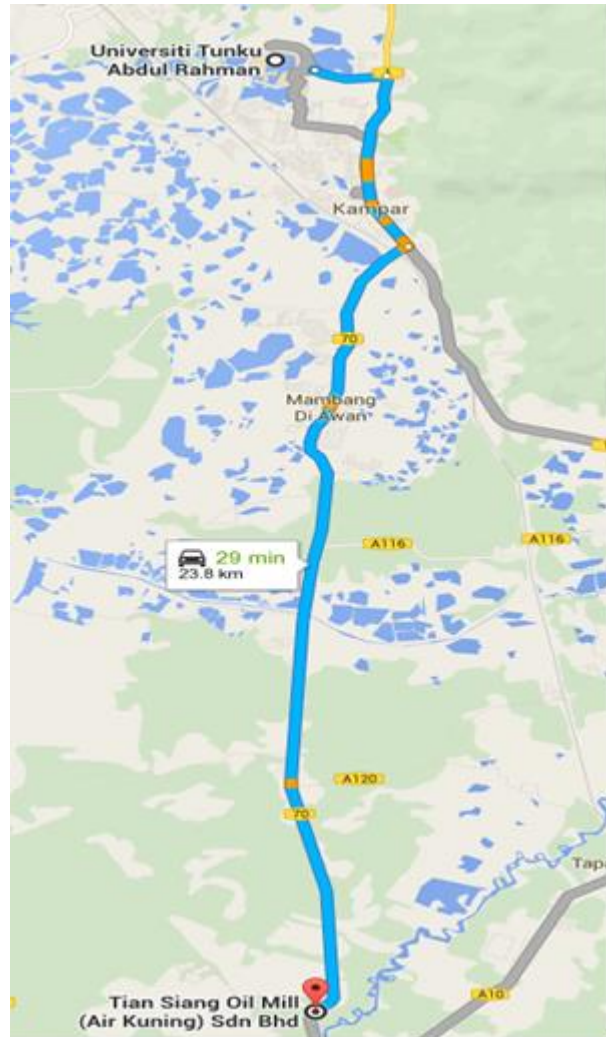 Universiti Tunku
Abdul Rahman
Kampar
70
Mambang
Di Awan
29 min
23.8 km
A116
A116
A120
70
Tapa
A10
Tian Siang Oil Mill
(Air Kuning) Sdn Bhd